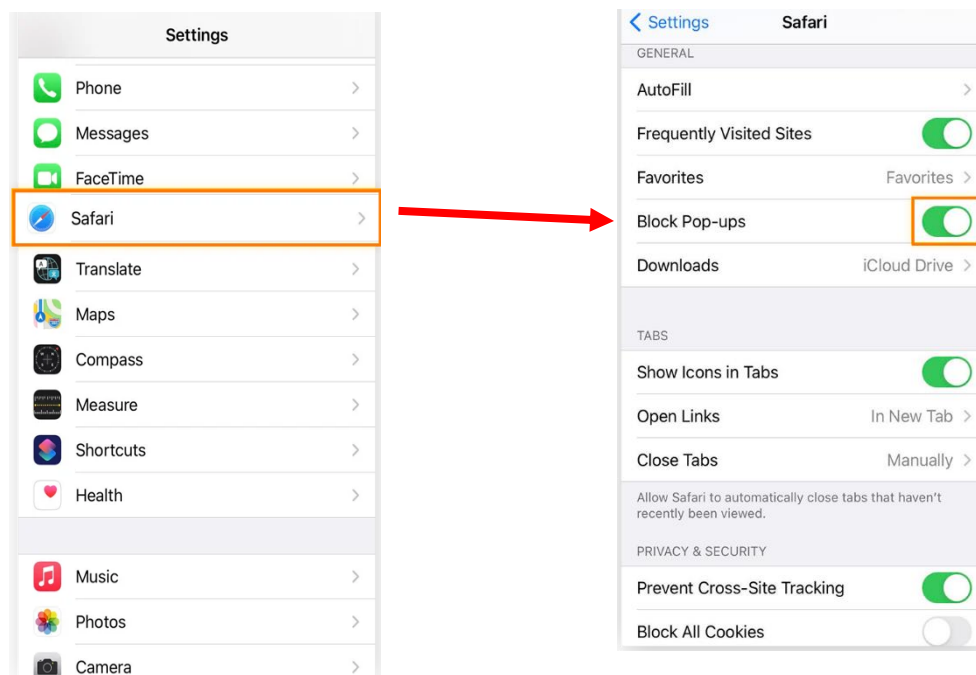 Settings
Phone
Messages
FaceTime
Safari
Translate
Maps
Compass
Measure
Shortcuts
Health
Music
Photos
Camera
Settings
Safari
GENERAL
AutoFill
Frequently Visited Sites
Favorites Favorites
Block Pop-ups
Downloads iCloud Drive
TABS
Show Icons in Tabs
Open Links In New Tab
Close Tabs Manually
Allow Safari to automatically close tabs that haven't
recently been viewed.
PRIVACY & SECURITY
Prevent Cross-Site Tracking
Block All Cookies